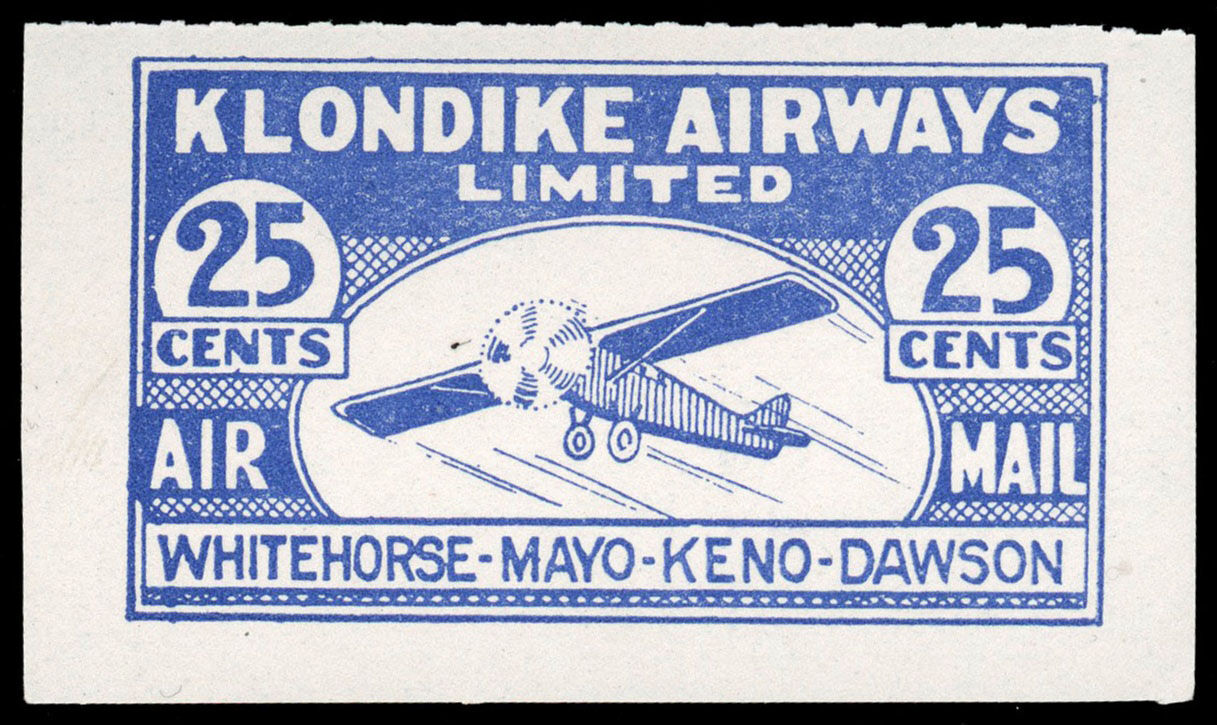 KLONDIKE AIRWAYS
LIMITED
25 25
CENTS CENTS
AIR MAIL
WHITEHORSE-MAYO-KENO-DAWSON